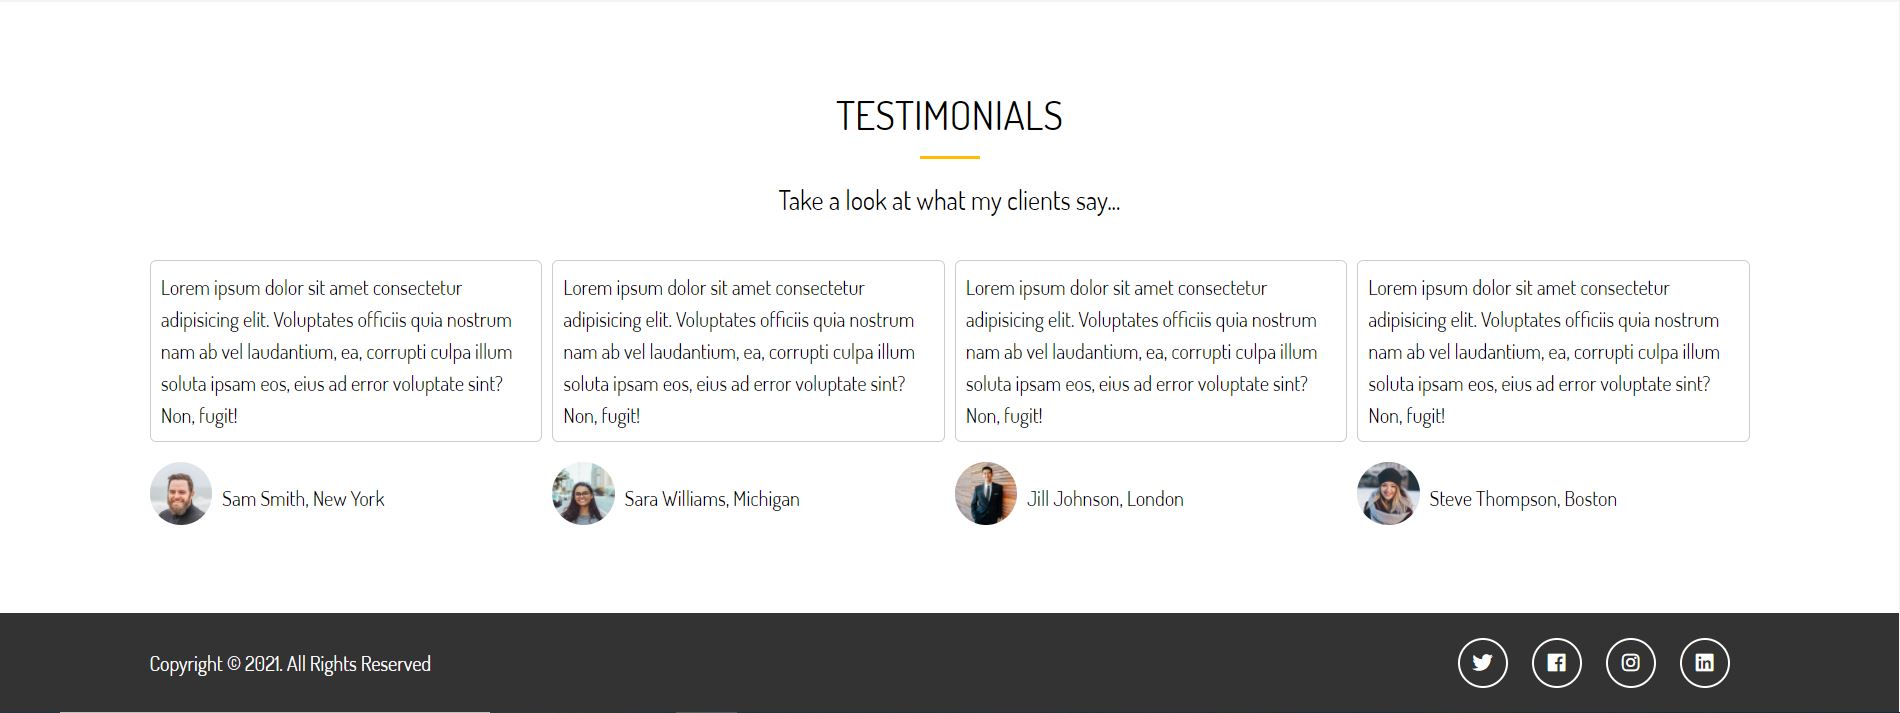 TESTIMONIALS
Take a look at what my clients say...
Lorem ipsum dolor sit amet consectetur
adipisicing elit. Voluptates officiis quia nostrum
nam ab vel laudantium, ea, corrupti culpa illum
soluta ipsam eos, eius ad error voluptate sint?
Non, fugit!
Sam Smith, New York
Lorem ipsum dolor sit amet consectetur
adipisicing elit. Voluptates officiis quia nostrum
nam ab vel laudantium, ea, corrupti culpa illum
soluta ipsam eos, eius ad error voluptate sint?
Non, fugit!
Sara Williams, Michigan
Lorem ipsum dolor sit amet consectetur
adipisicing elit. Voluptates officiis quia nostrum
nam ab vel laudantium, ea, corrupti culpa illum
soluta ipsam eos, eius ad error voluptate sint?
Non, fugit!
Jill Johnson, London
Lorem ipsum dolor sit amet consectetur
adipisicing elit. Voluptates officiis quia nostrum
nam ab vel laudantium, ea, corrupti culpa illum
soluta ipsam eos, eius ad error voluptate sint?
Non, fugit!
Steve Thompson, Boston
Copyright © 2021. All Rights Reserved